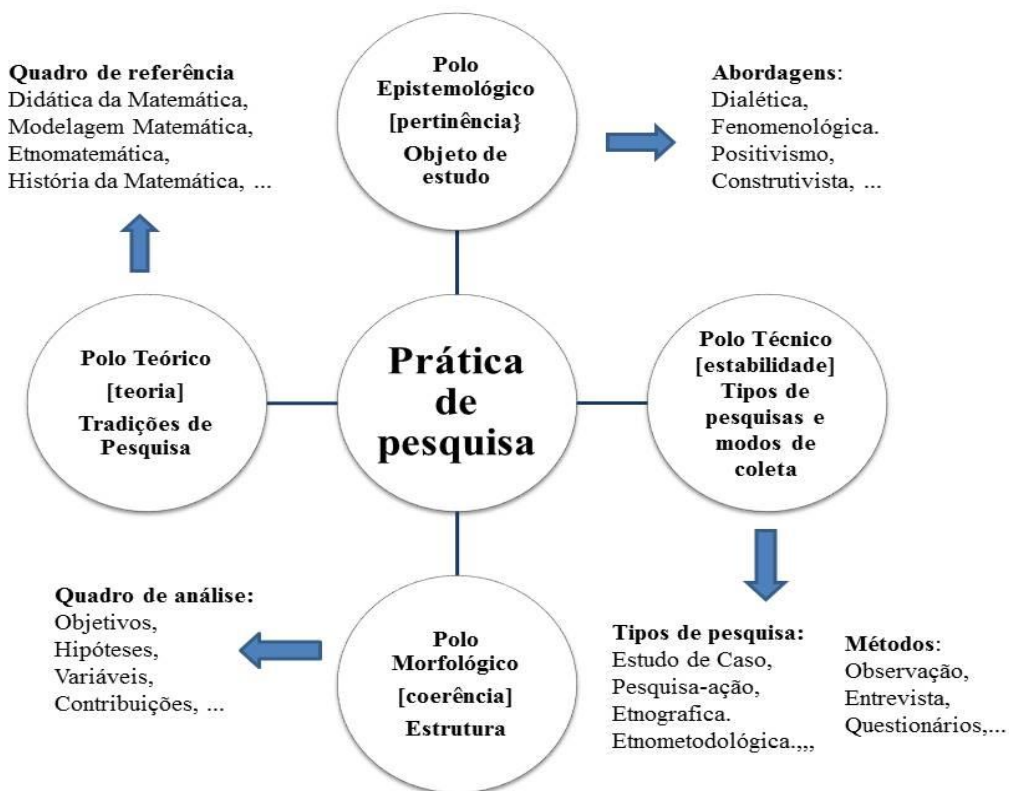 Quadro de referência
Didática da Matemática,
Modelagem Matemática,
Etnomatemática,
História da Matemática, ...
Polo
Epistemológico
[pertinência}
Objeto de
estudo
Abordagens:
Dialética,
Fenomenológica.
Positivismo,
Construtivista, ...
Polo Teórico
[teoria]
Tradições de
Pesquisa
Prática
de
pesquisa
Polo Técnico
[estabilidade]
Tipos de
pesquisas e
modos de
coleta
Quadro de análise:
Objetivos,
Hipóteses,
Variáveis,
Contribuições, ...
Polo
Morfológico
[coerência]
Estrutura
Tipos de pesquisa:
Estudo de Caso,
Pesquisa-ação,
Etnografica.
Etnometodológica.,,,
Métodos:
Observação,
Entrevista,
Questionários,...